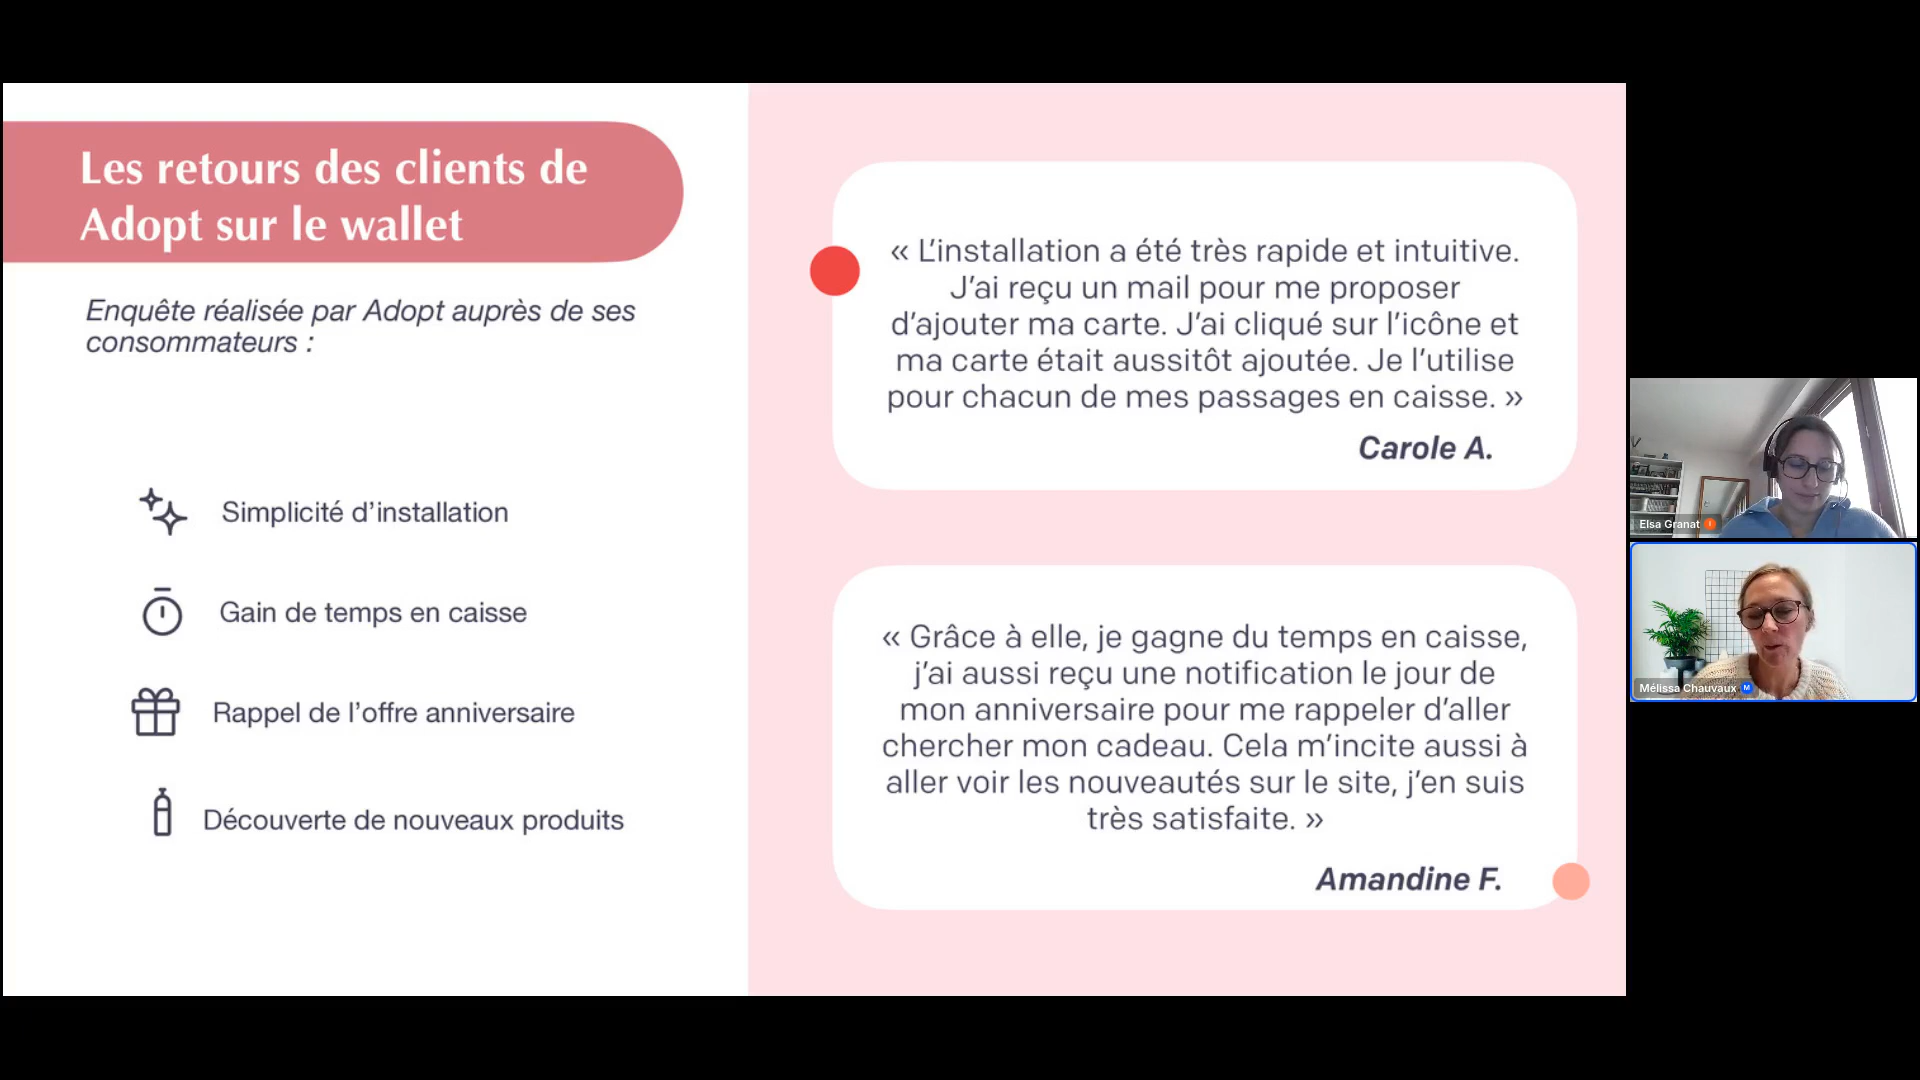 Les retours des clients de
Adopt sur le wallet
Enquête réalisée par Adopt auprès de ses
consommateurs :
Simplicité d’installation
Gain de temps en caisse
Rappel de l’offre anniversaire
Découverte de nouveaux produits
« L’installation a été très rapide et intuitive.
J’ai reçu un mail pour me proposer
d’ajouter ma carte. J’ai cliqué sur l’icône et
ma carte était aussitôt ajoutée. Je l’utilise
pour chacun de mes passages en caisse. »
Carole A.
« Grâce à elle, je gagne du temps en caisse,
j’ai aussi reçu une notification le jour de
mon anniversaire pour me rappeler d’aller
chercher mon cadeau. Cela m’incite aussi à
aller voir les nouveautés sur le site, j’en suis
très satisfaite. »
Amandine F.
Elsa Granat
Mélissa Chauvaux M